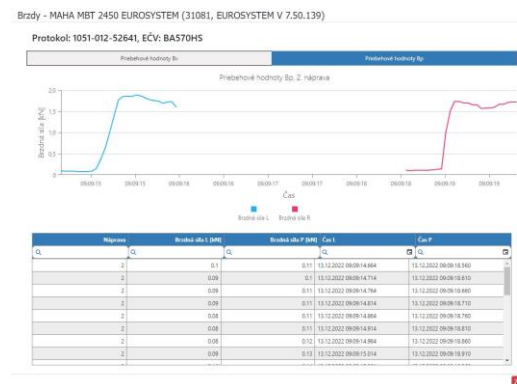 Brzdy - MAHA MBT 2450 EUROSYSTEM (31081, EUROSYSTEM V 7.50.139)
Protokol: 1051-012-52641, EČV: BA570HS
Priebehové hodnoty Bv
Priebehové hodnoty Bp
Priebehové hodnoty Bp, 2. náprava
Brzdná sila [kN]
2,0
1,5
1,0
0,5
0
09:09:15 09:09:15 09:09:16 09:09:16 09:09:17 09:09:17 09:09:18 09:09:18 09:09:19 09:09:19
Čas
Brzdná sila L Brzdná sila R
Náprava Brzdná sila L [kN] Brzdná sila P [kN] Čas L Čas P
2 0.1 0.11 13.12.2022 09:09:14.664 13.12.2022 09:09:18.560
2 0.09 0.1 13.12.2022 09:09:14.714 13.12.2022 09:09:18.610
2 0.09 0.11 13.12.2022 09:09:14.764 13.12.2022 09:09:18.660
2 0.09 0.11 13.12.2022 09:09:14.814 13.12.2022 09:09:18.710
2 0.08 0.11 13.12.2022 09:09:14.864 13.12.2022 09:09:18.760
2 0.08 0.11 13.12.2022 09:09:14.914 13.12.2022 09:09:18.810
2 0.08 0.12 13.12.2022 09:09:14.964 13.12.2022 09:09:18.860
2 0.09 0.13 13.12.2022 09:09:15.014 13.12.2022 09:09:18.910